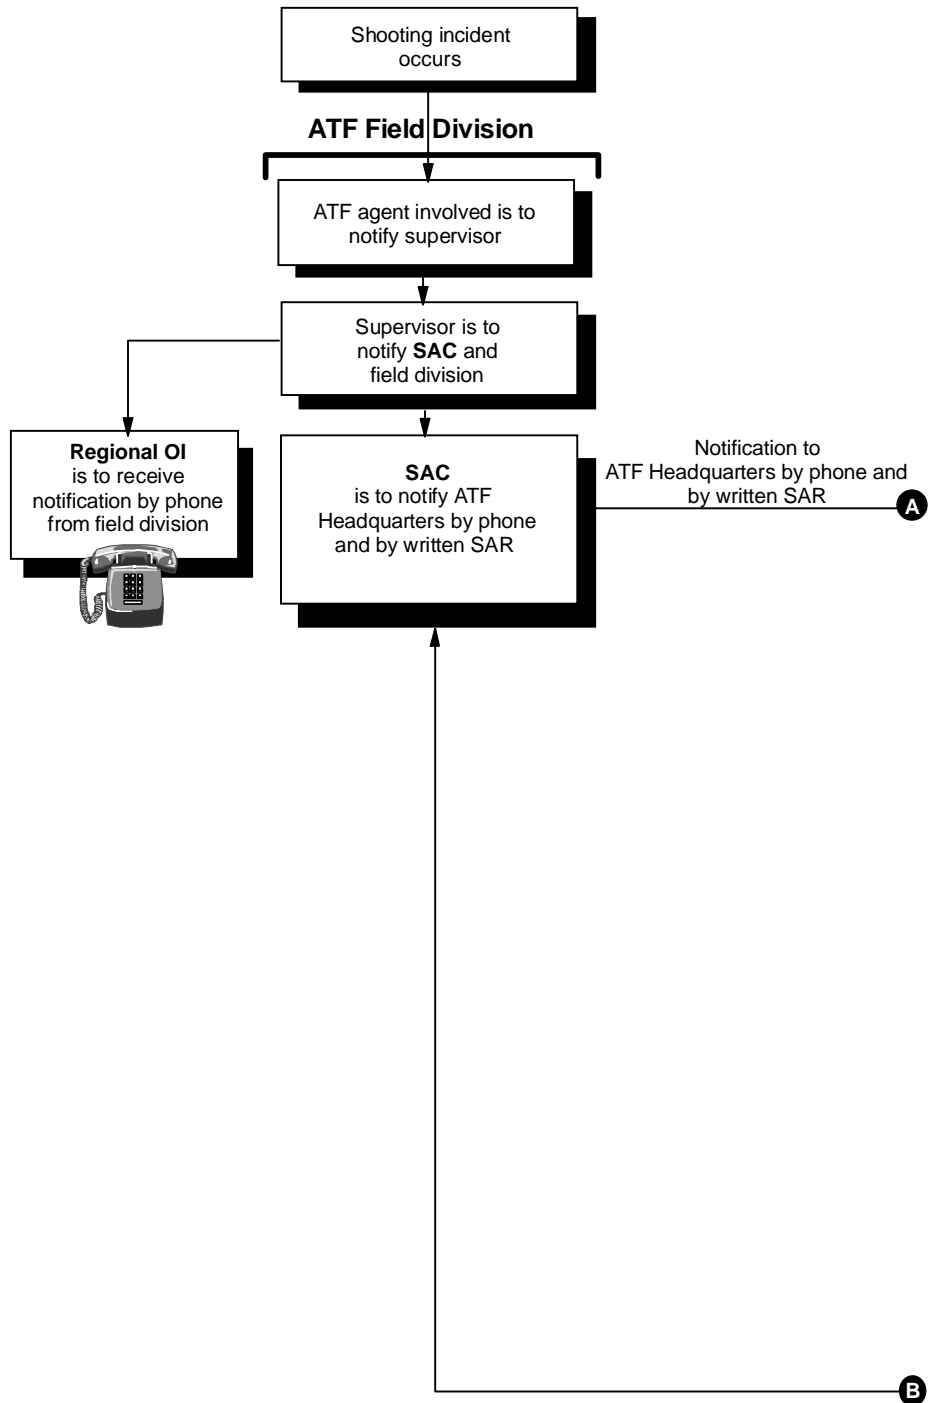 Shooting incident
occurs
ATF Field Division
ATF agent involved is to
notify supervisor
Supervisor is to
notify SAC and
field division
Regional OI
is to receive
notification by phone
from field division
SAC
is to notify ATF
Headquarters by phone
and by written SAR
Notification to
ATF Headquarters by phone and
by written SAR
A
B